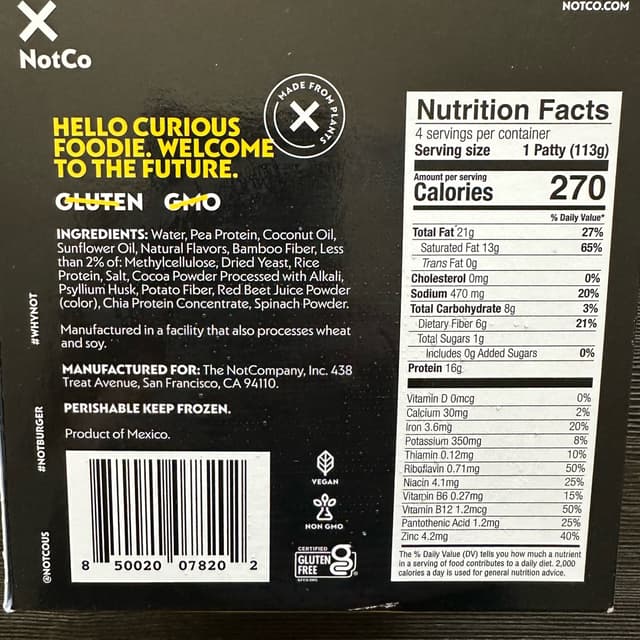 NOTCO.COM
NotCo
MADE FROM PLANTS
HELLO CURIOUS
FOODIE. WELCOME
TO THE FUTURE.
GLUTEN GMO
INGREDIENTS: Water, Pea Protein, Coconut Oil,
Sunflower Oil, Natural Flavors, Bamboo Fiber, Less
than 2% of: Methylcellulose, Dried Yeast, Rice
Protein, Salt, Cocoa Powder Processed with Alkali,
Psyllium Husk, Potato Fiber, Red Beet Juice Powder
(color), Chia Protein Concentrate, Spinach Powder.
Manufactured in a facility that also processes wheat
and soy.
MANUFACTURED FOR: The NotCompany, Inc. 438
Treat Avenue, San Francisco, CA 94110.
PERISHABLE KEEP FROZEN.
Product of Mexico.
#WHYNOT
#NOTBURGER
@NOTCOUS
8 50020 07820 2
VEGAN
NON GMO
CERTIFIED
GLUTEN
FREE
Nutrition Facts
4 servings per container
Serving size 1 Patty (113g)
Amount per serving
Calories 270
% Daily Value*
Total Fat 21g 27%
Saturated Fat 13g 65%
Trans Fat 0g
Cholesterol 0mg 0%
Sodium 470 mg 20%
Total Carbohydrate 8g 3%
Dietary Fiber 6g 21%
Total Sugars 1g
Includes 0g Added Sugars 0%
Protein 16g
Vitamin D 0mcg 0%
Calcium 30mg 2%
Iron 3.6mg 20%
Potassium 350mg 8%
Thiamin 0.12mg 10%
Riboflavin 0.71mg 50%
Niacin 4.1mg 25%
Vitamin B6 0.27mg 15%
Vitamin B12 1.2mcg 50%
Pantothenic Acid 1.2mg 25%
Zinc 4.2mg 40%
The % Daily Value (DV) tells you how much a nutrient
in a serving of food contributes to a daily diet. 2,000
calories a day is used for general nutrition advice.